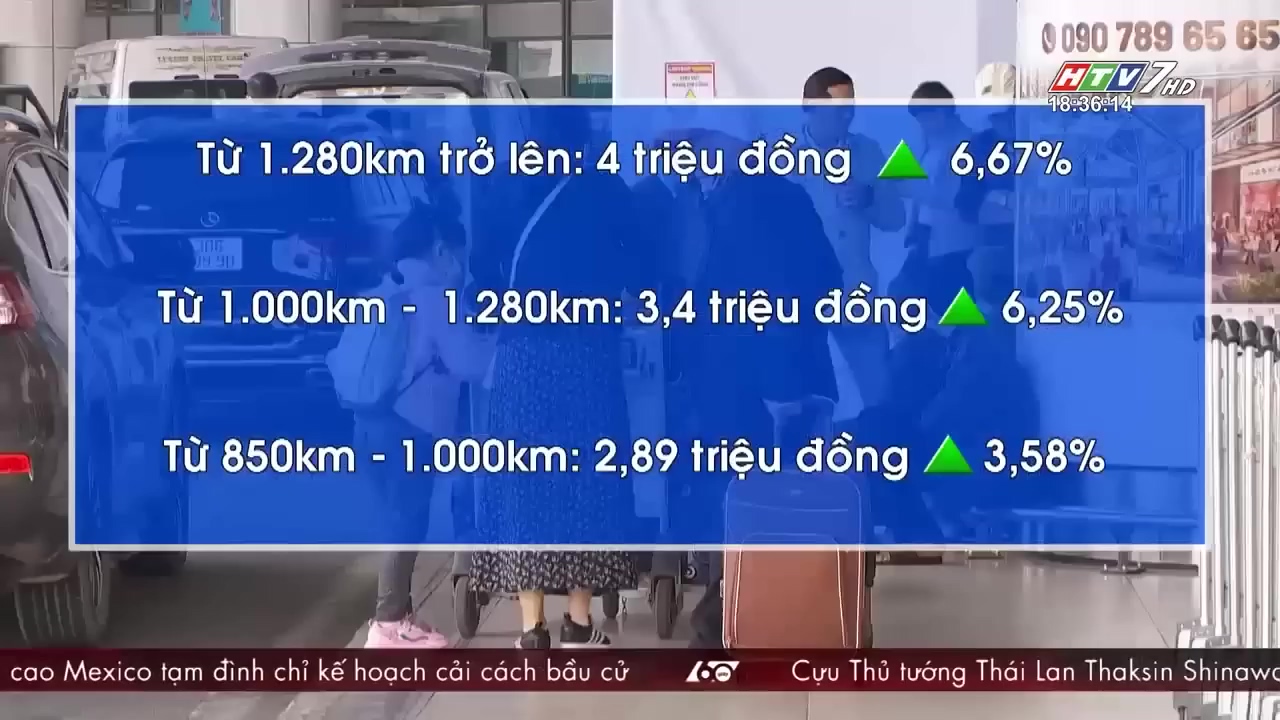 090 789 65 65
HTV7 HD
18:36:14
Từ 1.280km trở lên: 4 triệu đồng ▲ 6,67%
Từ 1.000km - 1.280km: 3,4 triệu đồng ▲ 6,25%
Từ 850km - 1.000km: 2,89 triệu đồng ▲ 3,58%
cao Mexico tạm đình chỉ kế hoạch cải cách bầu cử
Cựu Thủ tướng Thái Lan Thaksin Shinawa